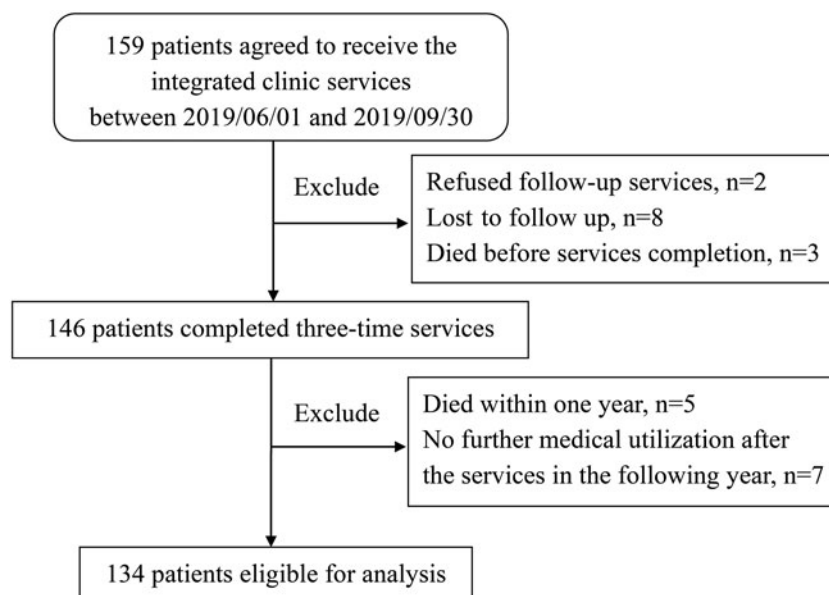 159 patients agreed to receive the
integrated clinic services
between 2019/06/01 and 2019/09/30
Exclude
Refused follow-up services, n=2
Lost to follow up, n=8
Died before services completion, n=3
146 patients completed three-time services
Exclude
Died within one year, n=5
No further medical utilization after
the services in the following year, n=7
134 patients eligible for analysis